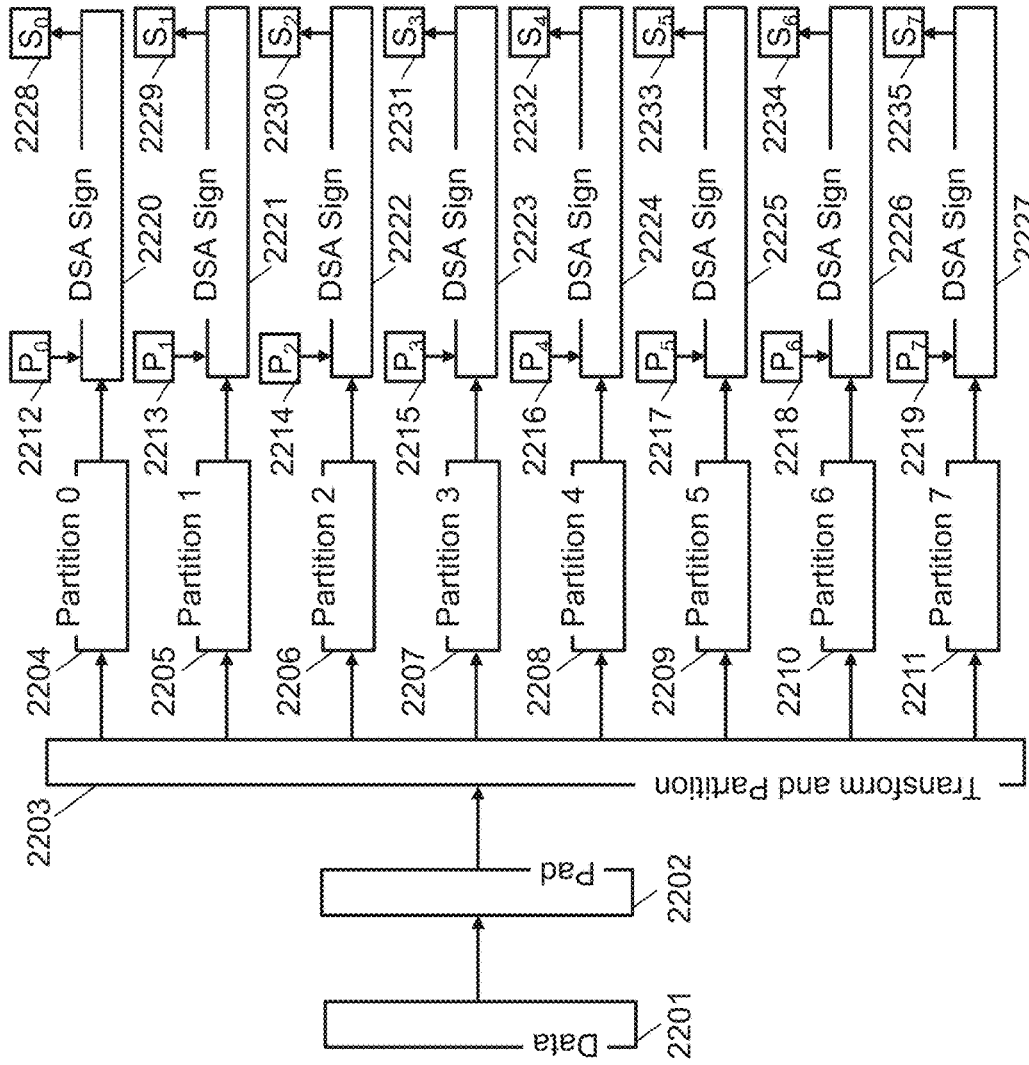 2201
Data
2202
Pad
2203
Transform and Partition
2204
Partition 0
2212
P₀
DSA Sign
2220
2228
S₀
2205
Partition 1
2213
P₁
DSA Sign
2221
2229
S₁
2206
Partition 2
2214
P₂
DSA Sign
2222
2230
S₂
2207
Partition 3
2215
P₃
DSA Sign
2223
2231
S₃
2208
Partition 4
2216
P₄
DSA Sign
2224
2232
S₄
2209
Partition 5
2217
P₅
DSA Sign
2225
2233
S₅
2210
Partition 6
2218
P₆
DSA Sign
2226
2234
S₆
2211
Partition 7
2219
P₇
DSA Sign
2227
2235
S₇